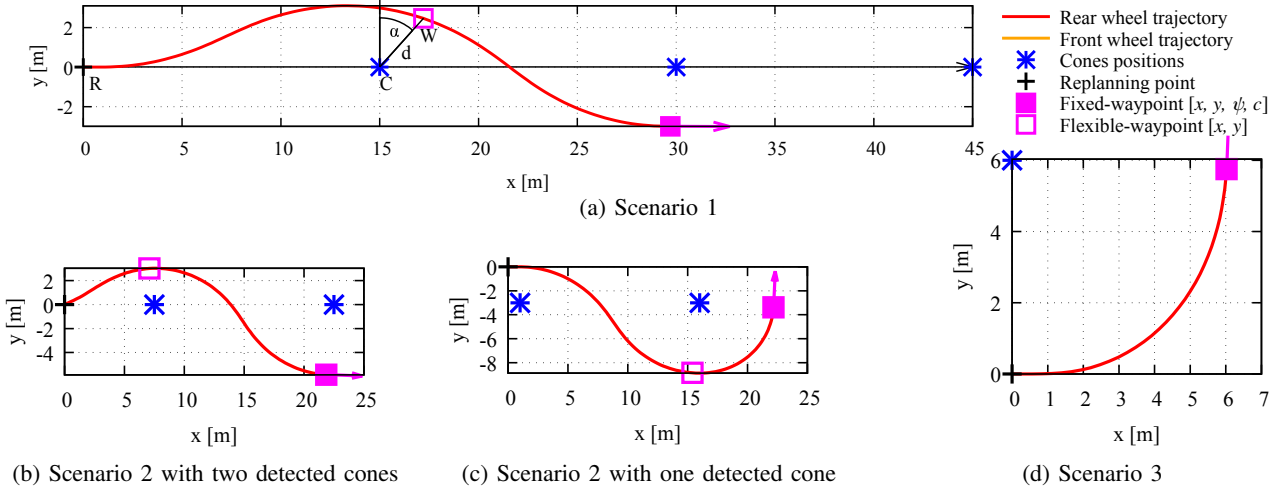 2
0
-2
y [m]
R
C
α
d
W
0
5
10
15
20
25
30
35
40
45
x [m]
(a) Scenario 1
Rear wheel trajectory
Front wheel trajectory
Cones positions
Replanning point
Fixed-waypoint [x, y, ψ, c]
Flexible-waypoint [x, y]
2
0
-2
-4
y [m]
0
5
10
15
20
25
x [m]
(b) Scenario 2 with two detected cones
0
-2
-4
-6
-8
y [m]
0
5
10
15
20
25
x [m]
(c) Scenario 2 with one detected cone
6
4
2
0
y [m]
0
1
2
3
4
5
6
7
x [m]
(d) Scenario 3